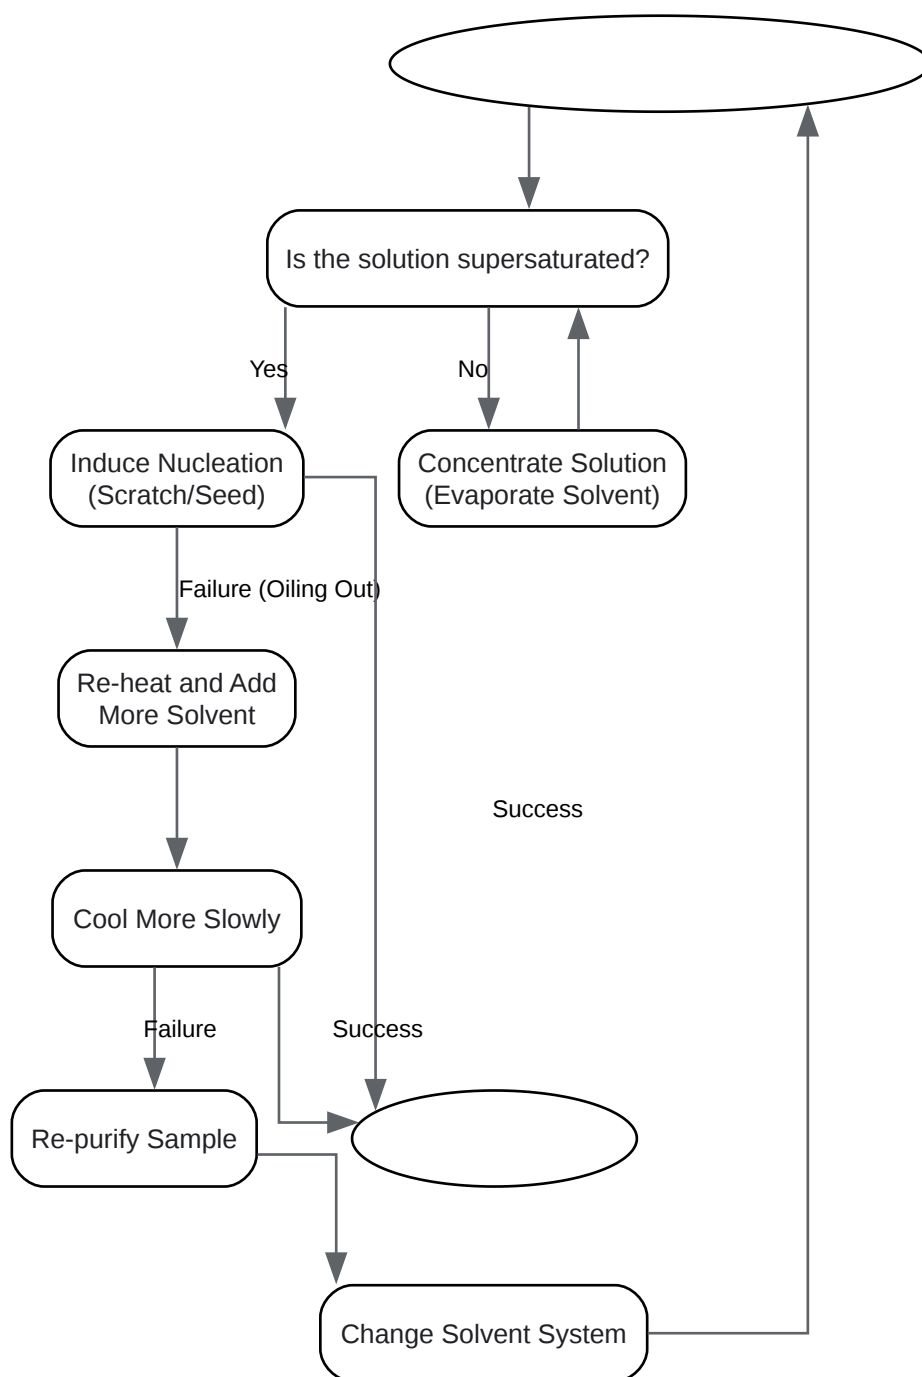 Is the solution supersaturated?
Yes
No
Induce Nucleation
(Scratch/Seed)
Concentrate Solution
(Evaporate Solvent)
Failure (Oiling Out)
Re-heat and Add
More Solvent
Success
Cool More Slowly
Failure
Success
Re-purify Sample
Change Solvent System